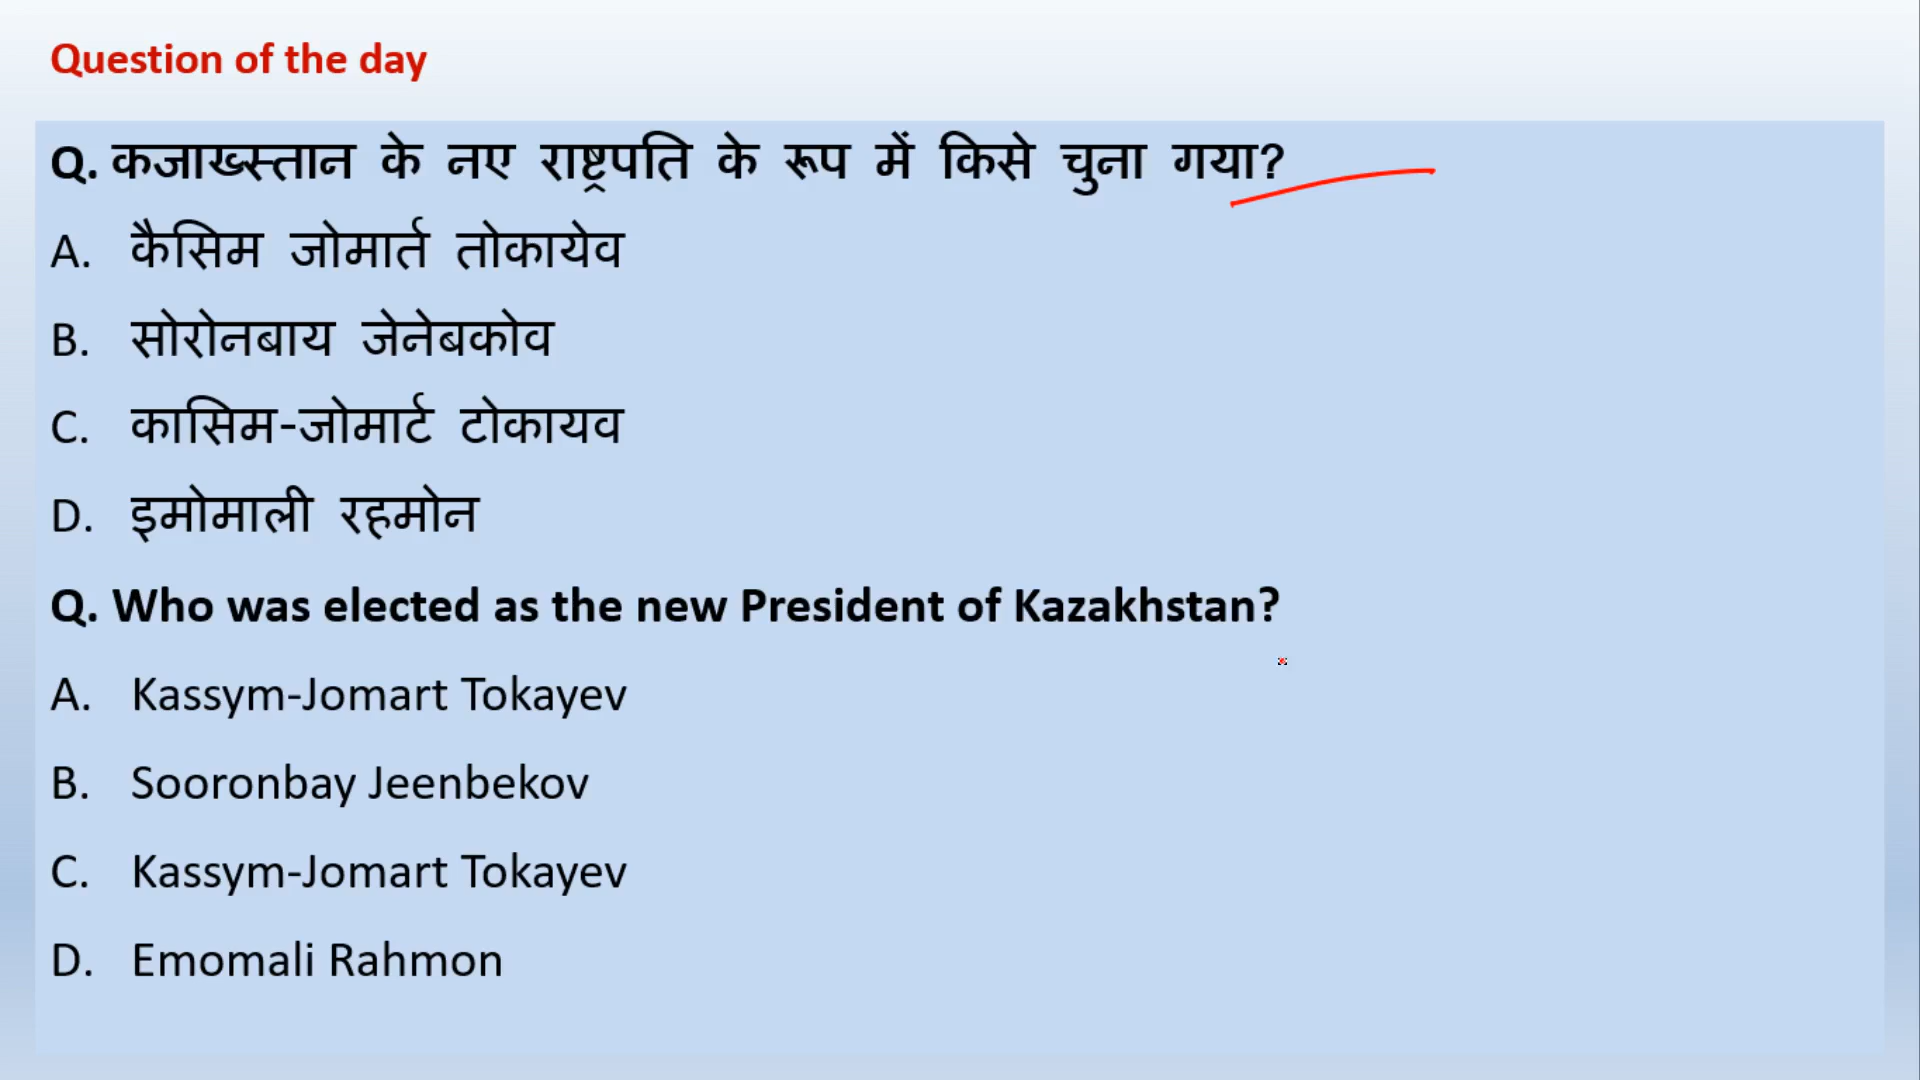 Question of the day
Q. कजाख्स्तान के नए राष्ट्रपति के रूप में किसे चुना गया?
A. कैसिम जोमार्त तोकायेव
B. सोरोनबाय जेनेबकोव
C. कासिम-जोमार्ट टोकायव
D. इमोमाली रहमोन
Q. Who was elected as the new President of Kazakhstan?
A. Kassym-Jomart Tokayev
B. Sooronbay Jeenbekov
C. Kassym-Jomart Tokayev
D. Emomali Rahmon